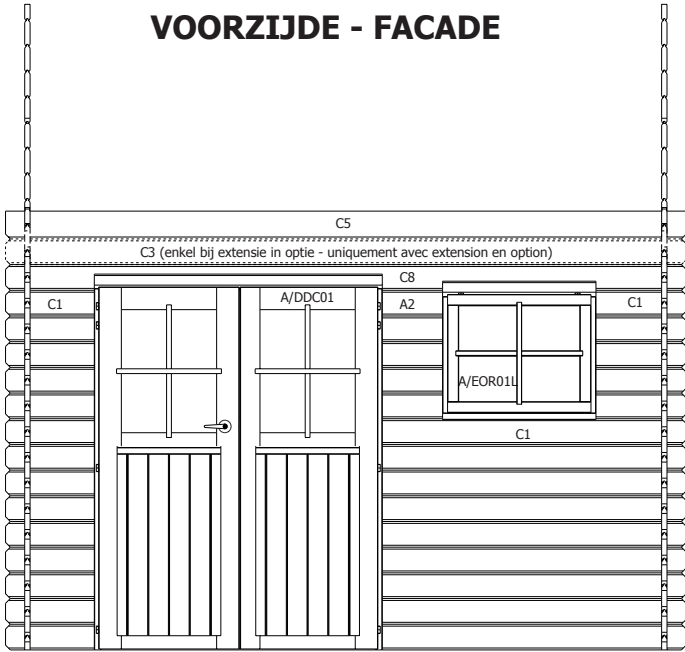 VOORZIJDE - FACADE
C5
C3 (enkel bij extensie in optie - uniquement avec extension en option)
C8
C1 A/DDC01 A2 C1
A/EOR01L
C1